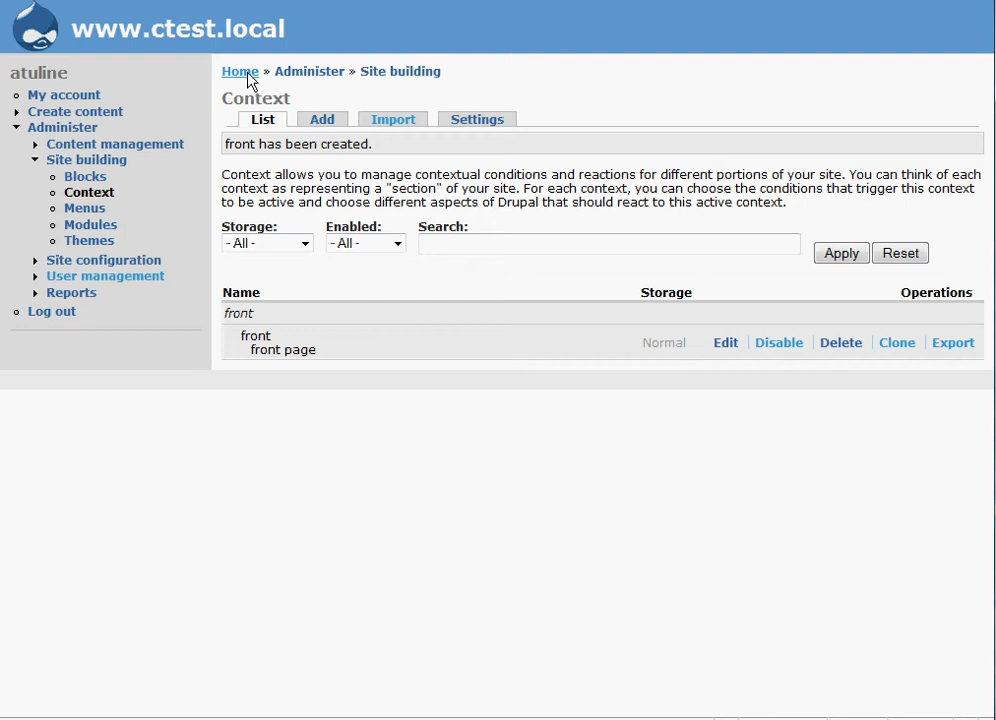 www.ctest.local
atuline
My account
Create content
Administer
Content management
Site building
Blocks
Context
Menus
Modules
Themes
Site configuration
User management
Reports
Log out
Home » Administer » Site building
Context
List Add Import Settings
front has been created.
Context allows you to manage contextual conditions and reactions for different portions of your site. You can think of each
context as representing a "section" of your site. For each context, you can choose the conditions that trigger this context
to be active and choose different aspects of Drupal that should react to this active context.
Storage: Enabled: Search:
- All - - All - Apply Reset
Name Storage Operations
front
front
front page
Normal Edit Disable Delete Clone Export